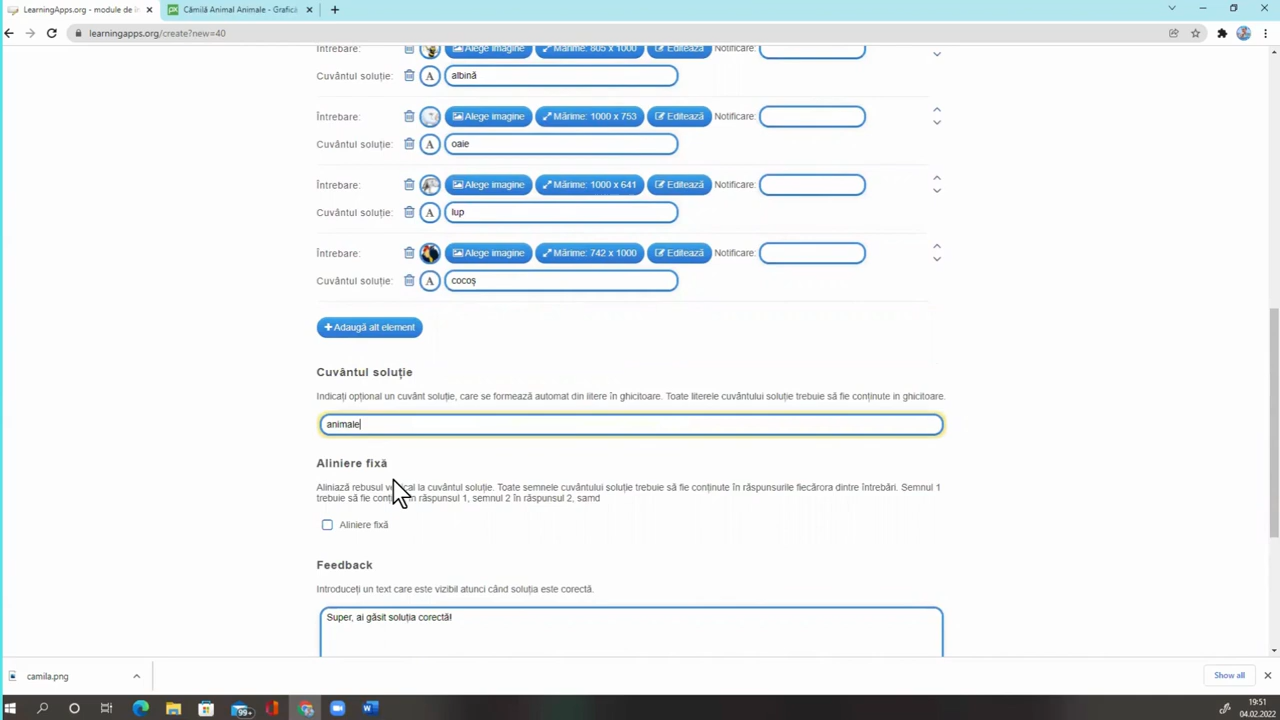 LearningApps.org - module de î
Cămilă Animal Animale - Grafică
learningapps.org/create?new=40
Întrebare: Alege imagine Mărime: 805 x 1000 Editează Notificare:
Cuvântul soluție: A albină
Întrebare: Alege imagine Mărime: 1000 x 753 Editează Notificare:
Cuvântul soluție: A oaie
Întrebare: Alege imagine Mărime: 1000 x 641 Editează Notificare:
Cuvântul soluție: A lup
Întrebare: Alege imagine Mărime: 742 x 1000 Editează Notificare:
Cuvântul soluție: A cocoș
+ Adaugă alt element
Cuvântul soluție
Indicați opțional un cuvânt soluție, care se formează automat din litere în ghicitoare. Toate literele cuvântului soluție trebuie să fie conținute in ghicitoare.
animale
Aliniere fixă
Aliniază rebusul vertical la cuvântul soluție. Toate semnele cuvântului soluție trebuie să fie conținute în răspunsurile fiecărora dintre întrebări. Semnul 1
trebuie să fie conținut în răspunsul 1, semnul 2 în răspunsul 2, samd
Aliniere fixă
Feedback
Introduceți un text care este vizibil atunci când soluția este corectă.
Super, ai găsit soluția corectă!
camila.png
Show all
99+
19:51
04.02.2022